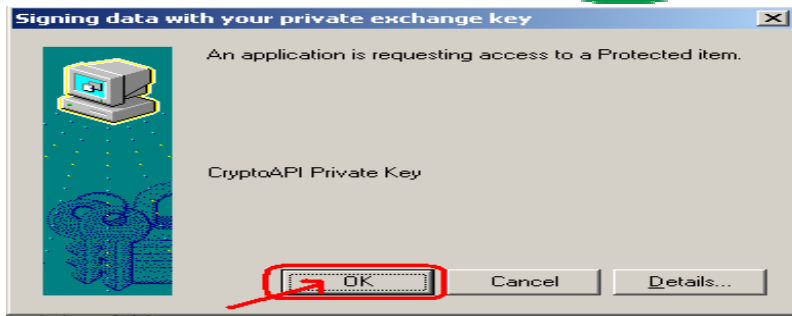 Signing data with your private exchange key
An application is requesting access to a Protected item.
CryptoAPI Private Key
OK
Cancel
Details...